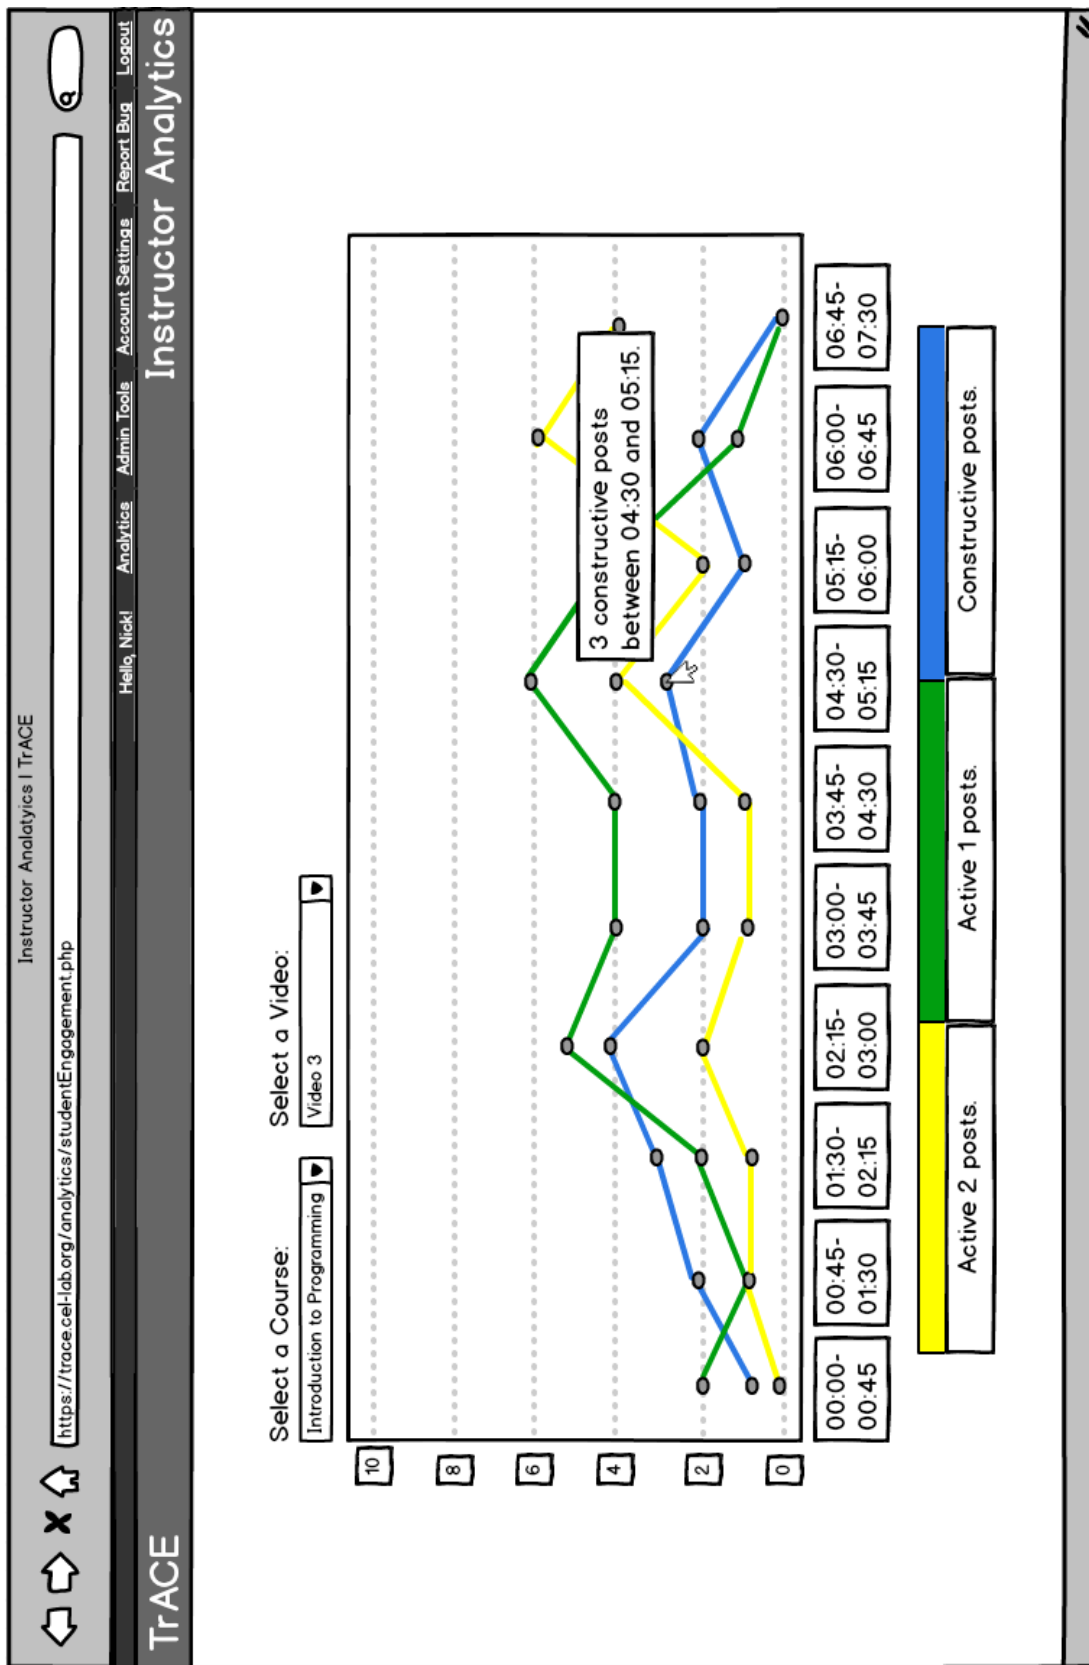 Instructor Analatyics | TrACE
https://trace.cel-lab.org/analytics/studentEngagement.php
Hello, Nick! Analytics Admin Tools Account Settings Report Bug Logout
TrACE Instructor Analytics
Select a Course: Select a Video:
Introduction to Programming Video 3
10
8
6
4
2
0
3 constructive posts
between 04:30 and 05:15.
00:00-
00:45
00:45-
01:30
01:30-
02:15
02:15-
03:00
03:00-
03:45
03:45-
04:30
04:30-
05:15
05:15-
06:00
06:00-
06:45
06:45-
07:30
Active 2 posts. Active 1 posts. Constructive posts.